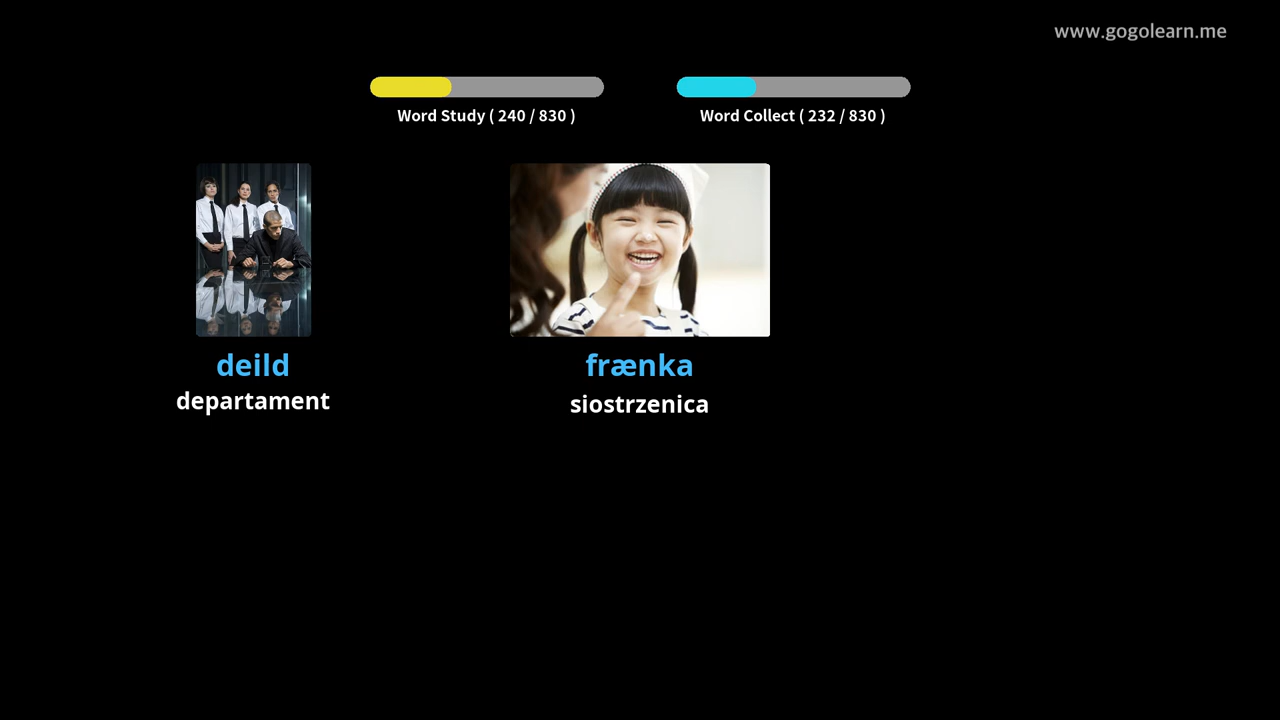 www.gogolearn.me
Word Study ( 240 / 830 )
Word Collect ( 232 / 830 )
deild
departament
frænka
siostrzenica